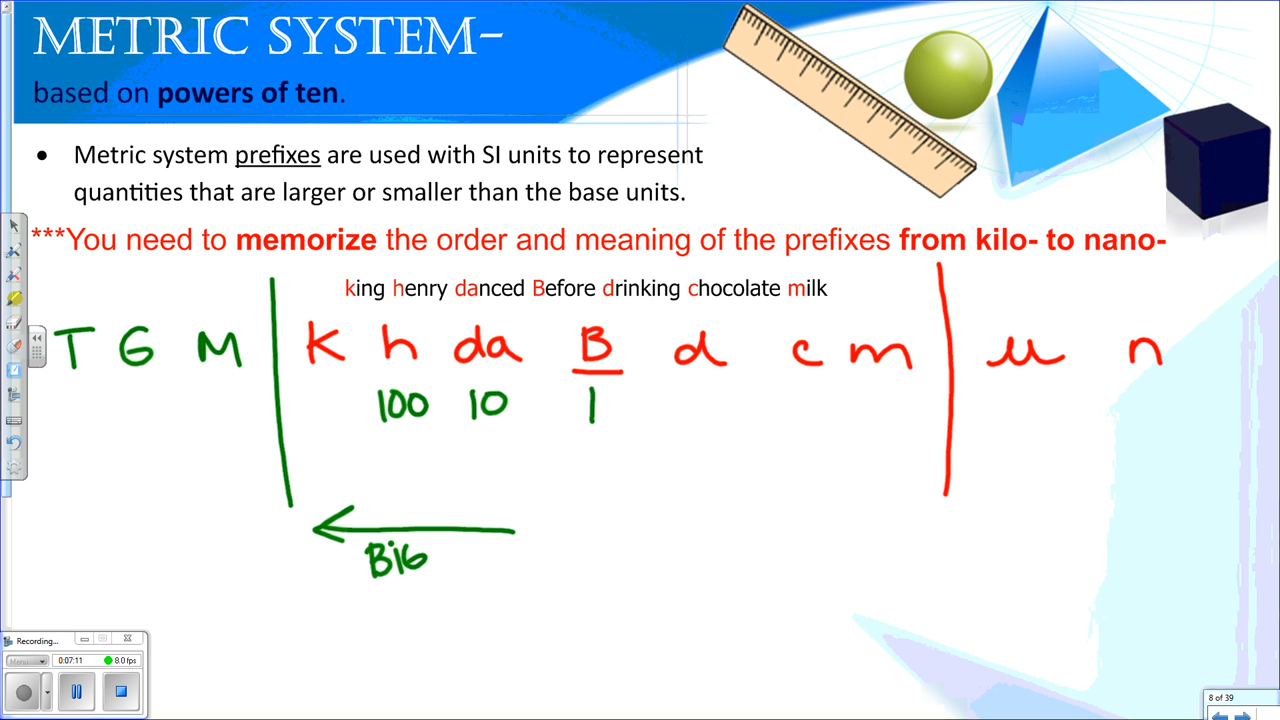 METRIC SYSTEM–
based on powers of ten.
• Metric system prefixes are used with SI units to represent
quantities that are larger or smaller than the base units.
***You need to memorize the order and meaning of the prefixes from kilo- to nano-
king henry danced Before drinking chocolate milk
T G M k h da B d c m μ n
100 10 1
BiG
Recording...
Menu
0:07:11 8.0 fps
8 of 39